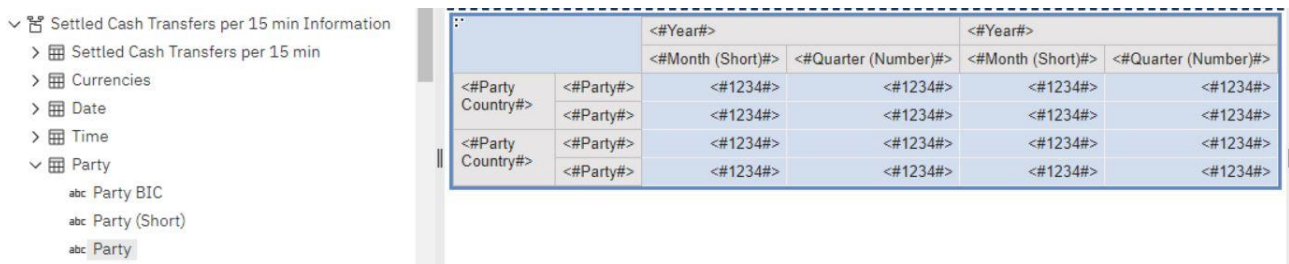 Settled Cash Transfers per 15 min Information
Settled Cash Transfers per 15 min
Currencies
Date
Time
Party
abc Party BIC
abc Party (Short)
abc Party
<#Year#> <#Year#>
<#Month (Short)#> <#Quarter (Number)#> <#Month (Short)#> <#Quarter (Number)#>
<#Party Country#> <#Party#> <#1234#> <#1234#> <#1234#> <#1234#>
<#Party#> <#1234#> <#1234#> <#1234#> <#1234#>
<#Party Country#> <#Party#> <#1234#> <#1234#> <#1234#> <#1234#>
<#Party#> <#1234#> <#1234#> <#1234#> <#1234#>